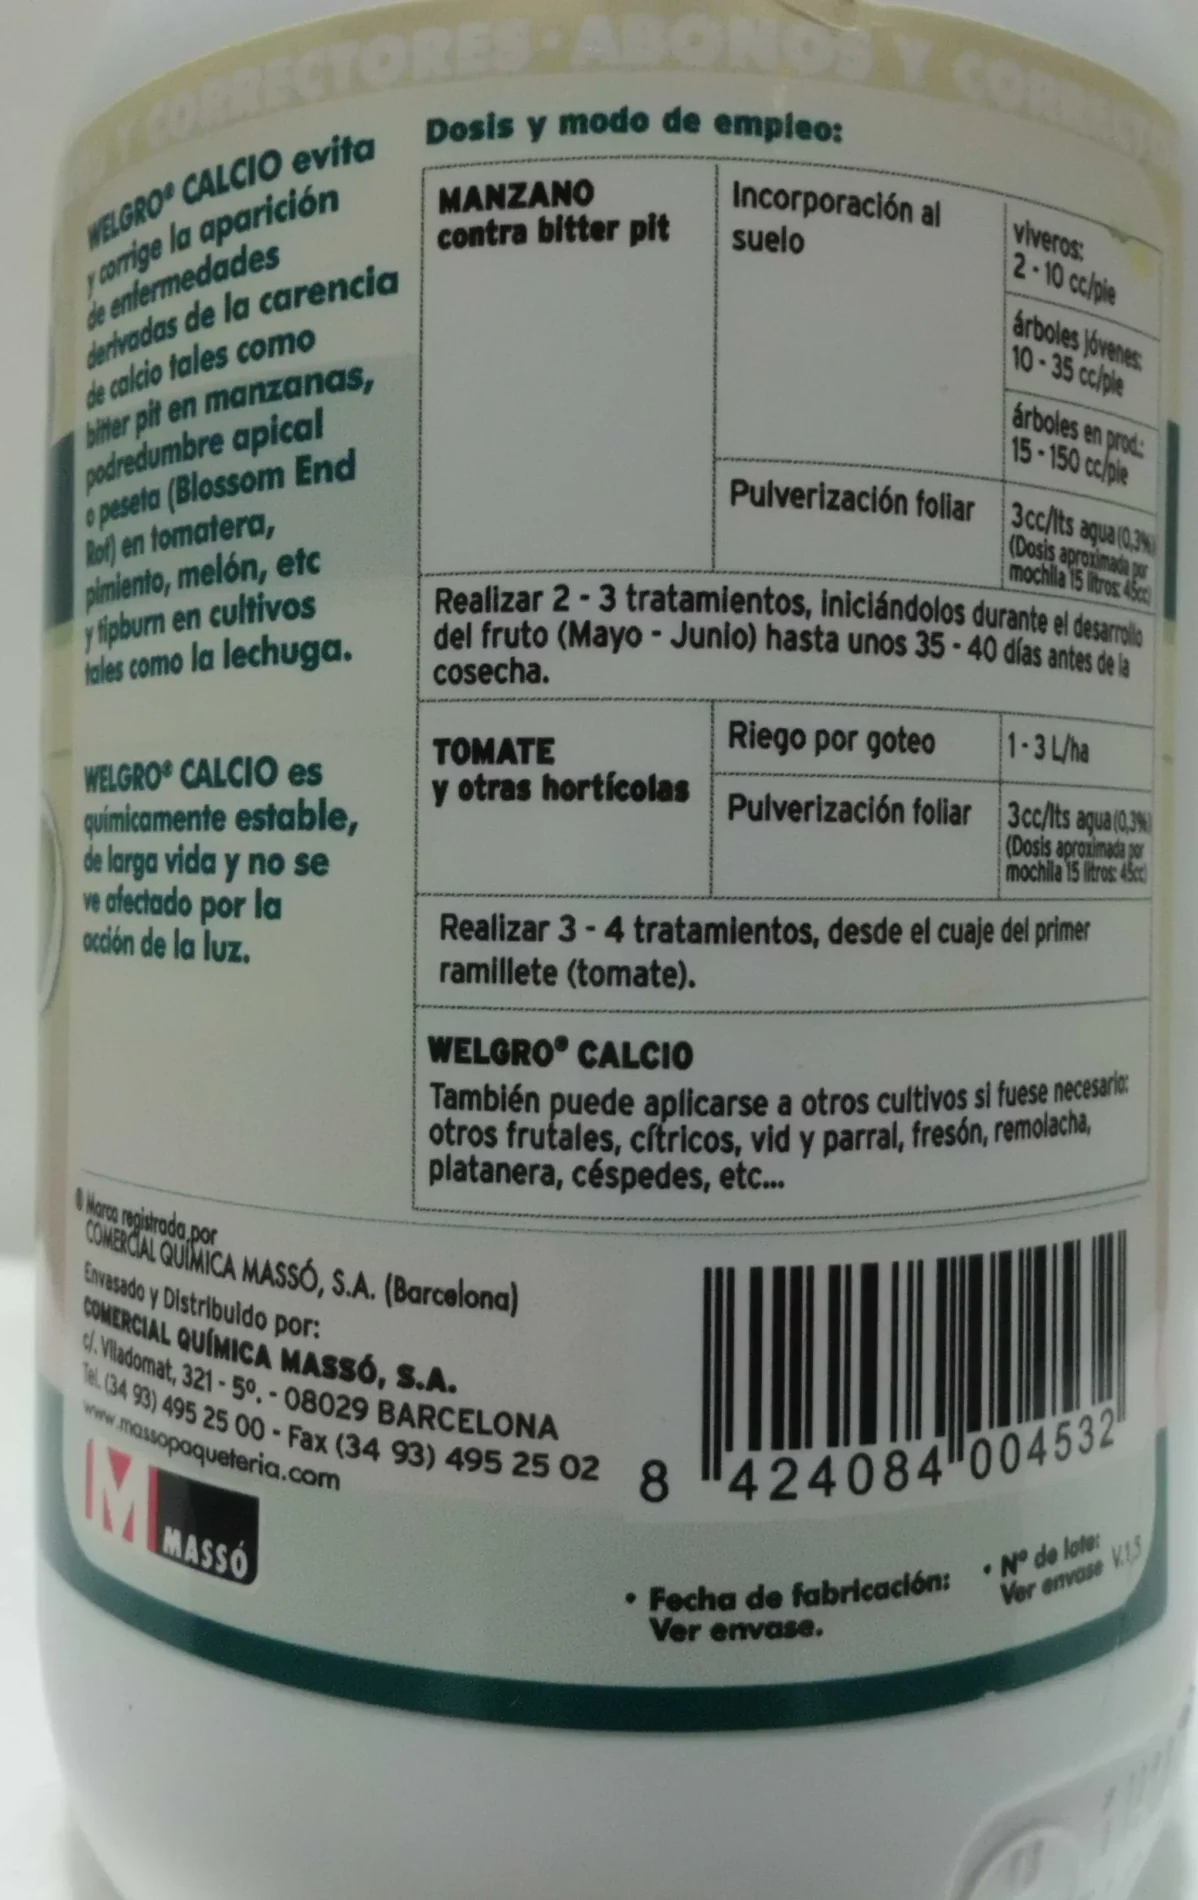 Y CORRECTORES · ABONOS Y
WELGRO® CALCIO evita
y corrige la aparición
de enfermedades
derivadas de la carencia
de calcio tales como
bitter pit en manzanas,
podredumbre apical
o peseta (Blossom End
Rot) en tomatera,
pimiento, melón, etc
y tipburn en cultivos
tales como la lechuga.
WELGRO® CALCIO es
químicamente estable,
de larga vida y no se
ve afectado por la
acción de la luz.
Dosis y modo de empleo:
MANZANO
contra bitter pit
Incorporación al
suelo
viveros:
2 - 10 cc/pie
árboles jóvenes:
10 - 35 cc/pie
árboles en prod.:
15 - 150 cc/pie
Pulverización foliar
3cc/lts agua (0,3%)
(Dosis aproximada por
mochila 15 litros: 45cc)
Realizar 2 - 3 tratamientos, iniciándolos durante el desarrollo
del fruto (Mayo - Junio) hasta unos 35 - 40 días antes de la
cosecha.
TOMATE
y otras hortícolas
Riego por goteo
1 - 3 L/ha
Pulverización foliar
3cc/lts agua (0,3%)
(Dosis aproximada por
mochila 15 litros: 45cc)
Realizar 3 - 4 tratamientos, desde el cuaje del primer
ramillete (tomate).
WELGRO® CALCIO
También puede aplicarse a otros cultivos si fuese necesario:
otros frutales, cítricos, vid y parral, fresón, remolacha,
platanera, céspedes, etc...
® Marca registrada por
COMERCIAL QUÍMICA MASSÓ, S.A. (Barcelona)
Envasado y Distribuido por:
COMERCIAL QUÍMICA MASSÓ, S.A.
c/. Viladomat, 321 - 5º. - 08029 BARCELONA
Tel. (34 93) 495 25 00 - Fax (34 93) 495 25 02
www.massopaqueteria.com
M MASSÓ
8 424084 004532
• Fecha de fabricación:
Ver envase.
• Nº de lote:
Ver envase V.1,5